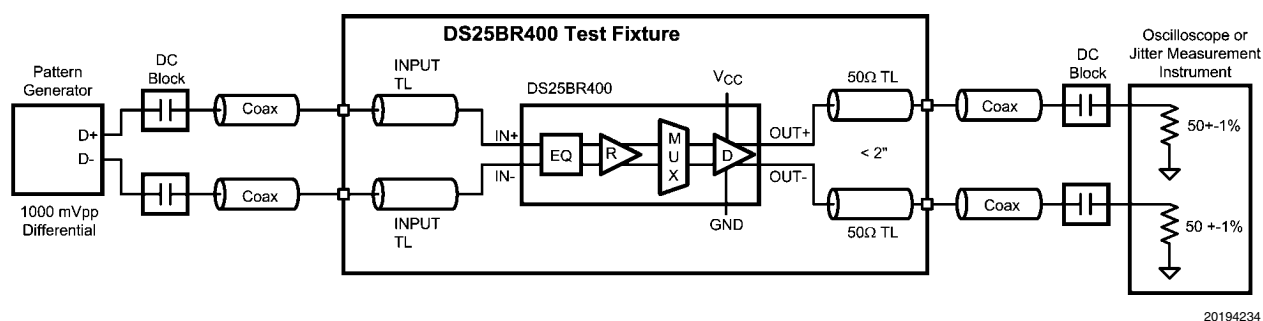 DS25BR400 Test Fixture
Pattern
Generator
D+
D-
1000 mVpp
Differential
DC
Block
Coax
Coax
INPUT
TL
INPUT
TL
DS25BR400
IN+
IN-
EQ
R
M
U
X
D
VCC
GND
OUT+
OUT-
50Ω TL
< 2"
50Ω TL
Coax
Coax
DC
Block
Oscilloscope or
Jitter Measurement
Instrument
50+-1%
50 +-1%
20194234